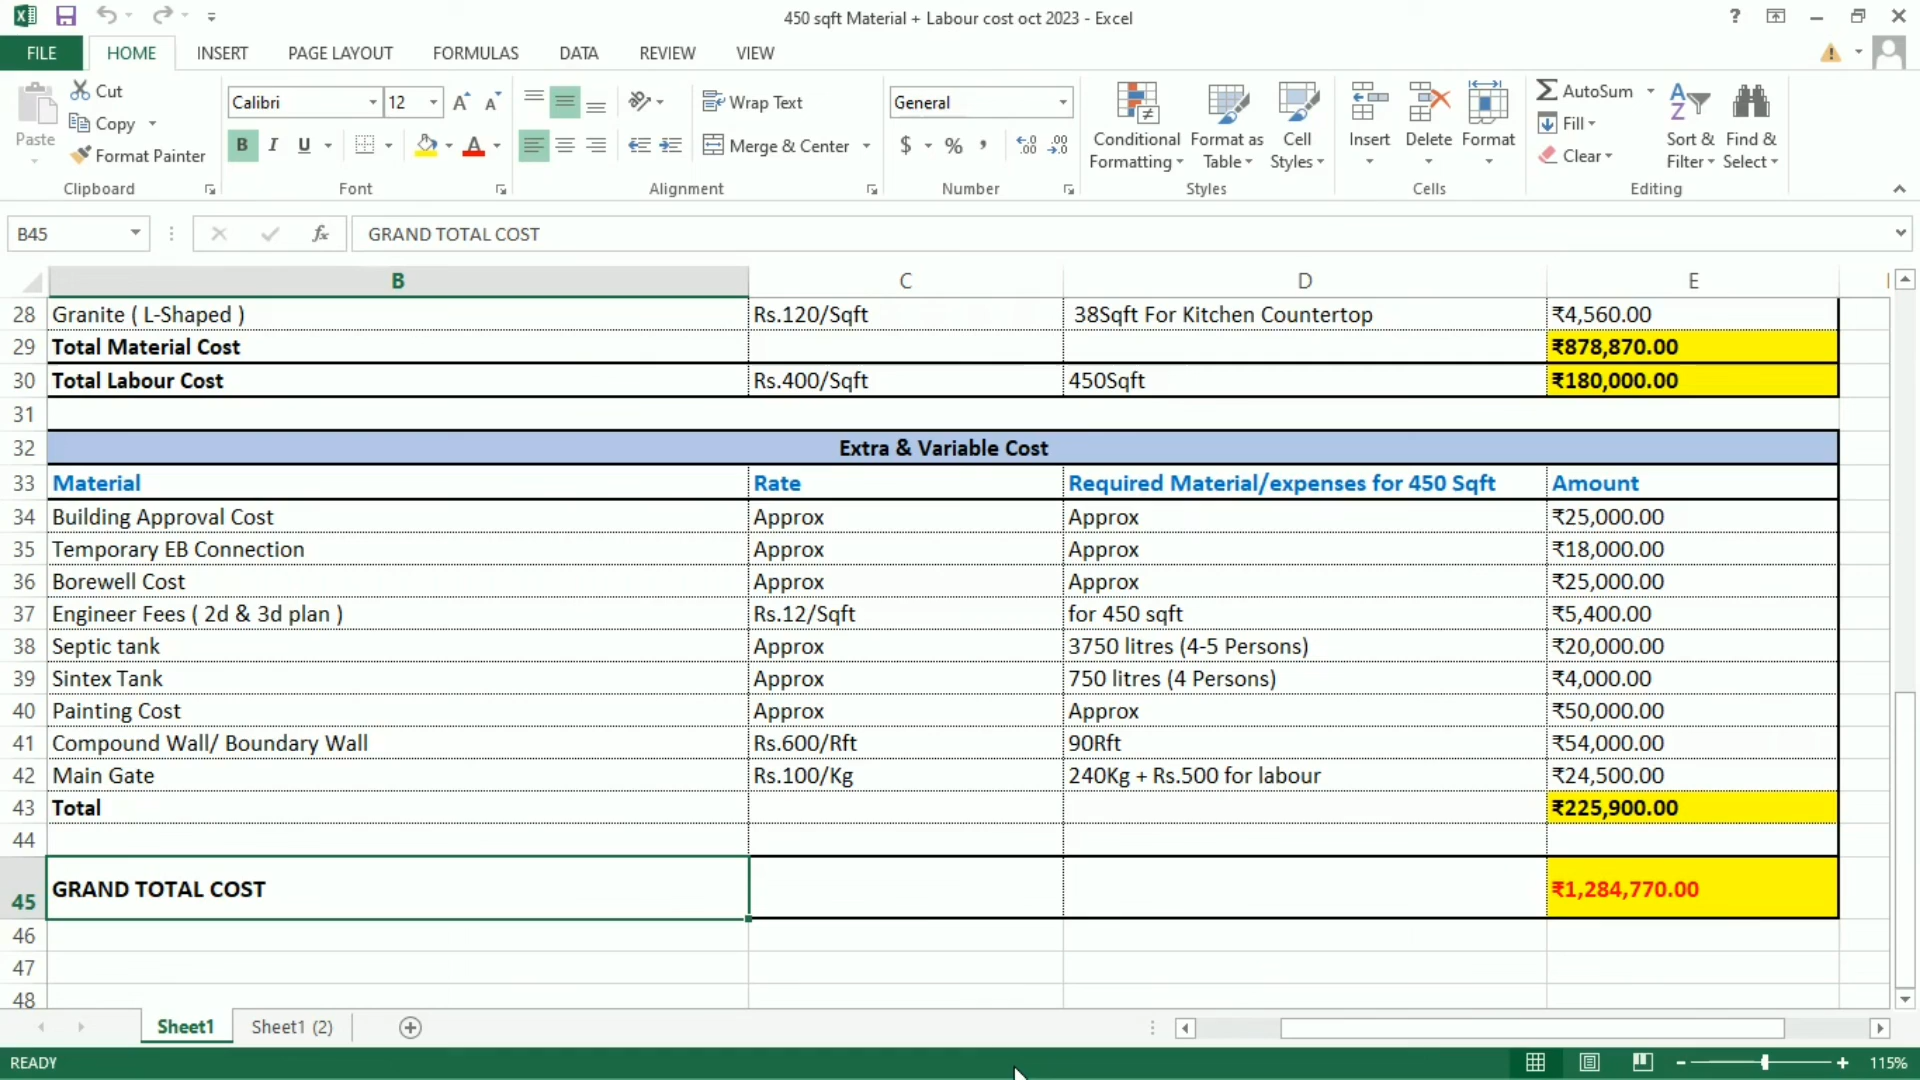 450 sqft Material + Labour cost oct 2023 - Excel
?
FILE HOME INSERT PAGE LAYOUT FORMULAS DATA REVIEW VIEW
Paste
Cut
Copy
Format Painter
Clipboard
Calibri 12
B I U
Font
Wrap Text
Merge & Center
Alignment
General
$ % ,
Number
Conditional Formatting
Format as Table
Cell Styles
Styles
Insert
Delete
Format
Cells
AutoSum
Fill
Clear
Sort & Filter
Find & Select
Editing
B45 fx GRAND TOTAL COST
B C D E
28 Granite ( L-Shaped ) Rs.120/Sqft 38Sqft For Kitchen Countertop ₹4,560.00
29 Total Material Cost ₹878,870.00
30 Total Labour Cost Rs.400/Sqft 450Sqft ₹180,000.00
31
32 Extra & Variable Cost
33 Material Rate Required Material/expenses for 450 Sqft Amount
34 Building Approval Cost Approx Approx ₹25,000.00
35 Temporary EB Connection Approx Approx ₹18,000.00
36 Borewell Cost Approx Approx ₹25,000.00
37 Engineer Fees ( 2d & 3d plan ) Rs.12/Sqft for 450 sqft ₹5,400.00
38 Septic tank Approx 3750 litres (4-5 Persons) ₹20,000.00
39 Sintex Tank Approx 750 litres (4 Persons) ₹4,000.00
40 Painting Cost Approx Approx ₹50,000.00
41 Compound Wall/ Boundary Wall Rs.600/Rft 90Rft ₹54,000.00
42 Main Gate Rs.100/Kg 240Kg + Rs.500 for labour ₹24,500.00
43 Total ₹225,900.00
44
45 GRAND TOTAL COST ₹1,284,770.00
46
47
48
Sheet1 Sheet1 (2)
READY 115%